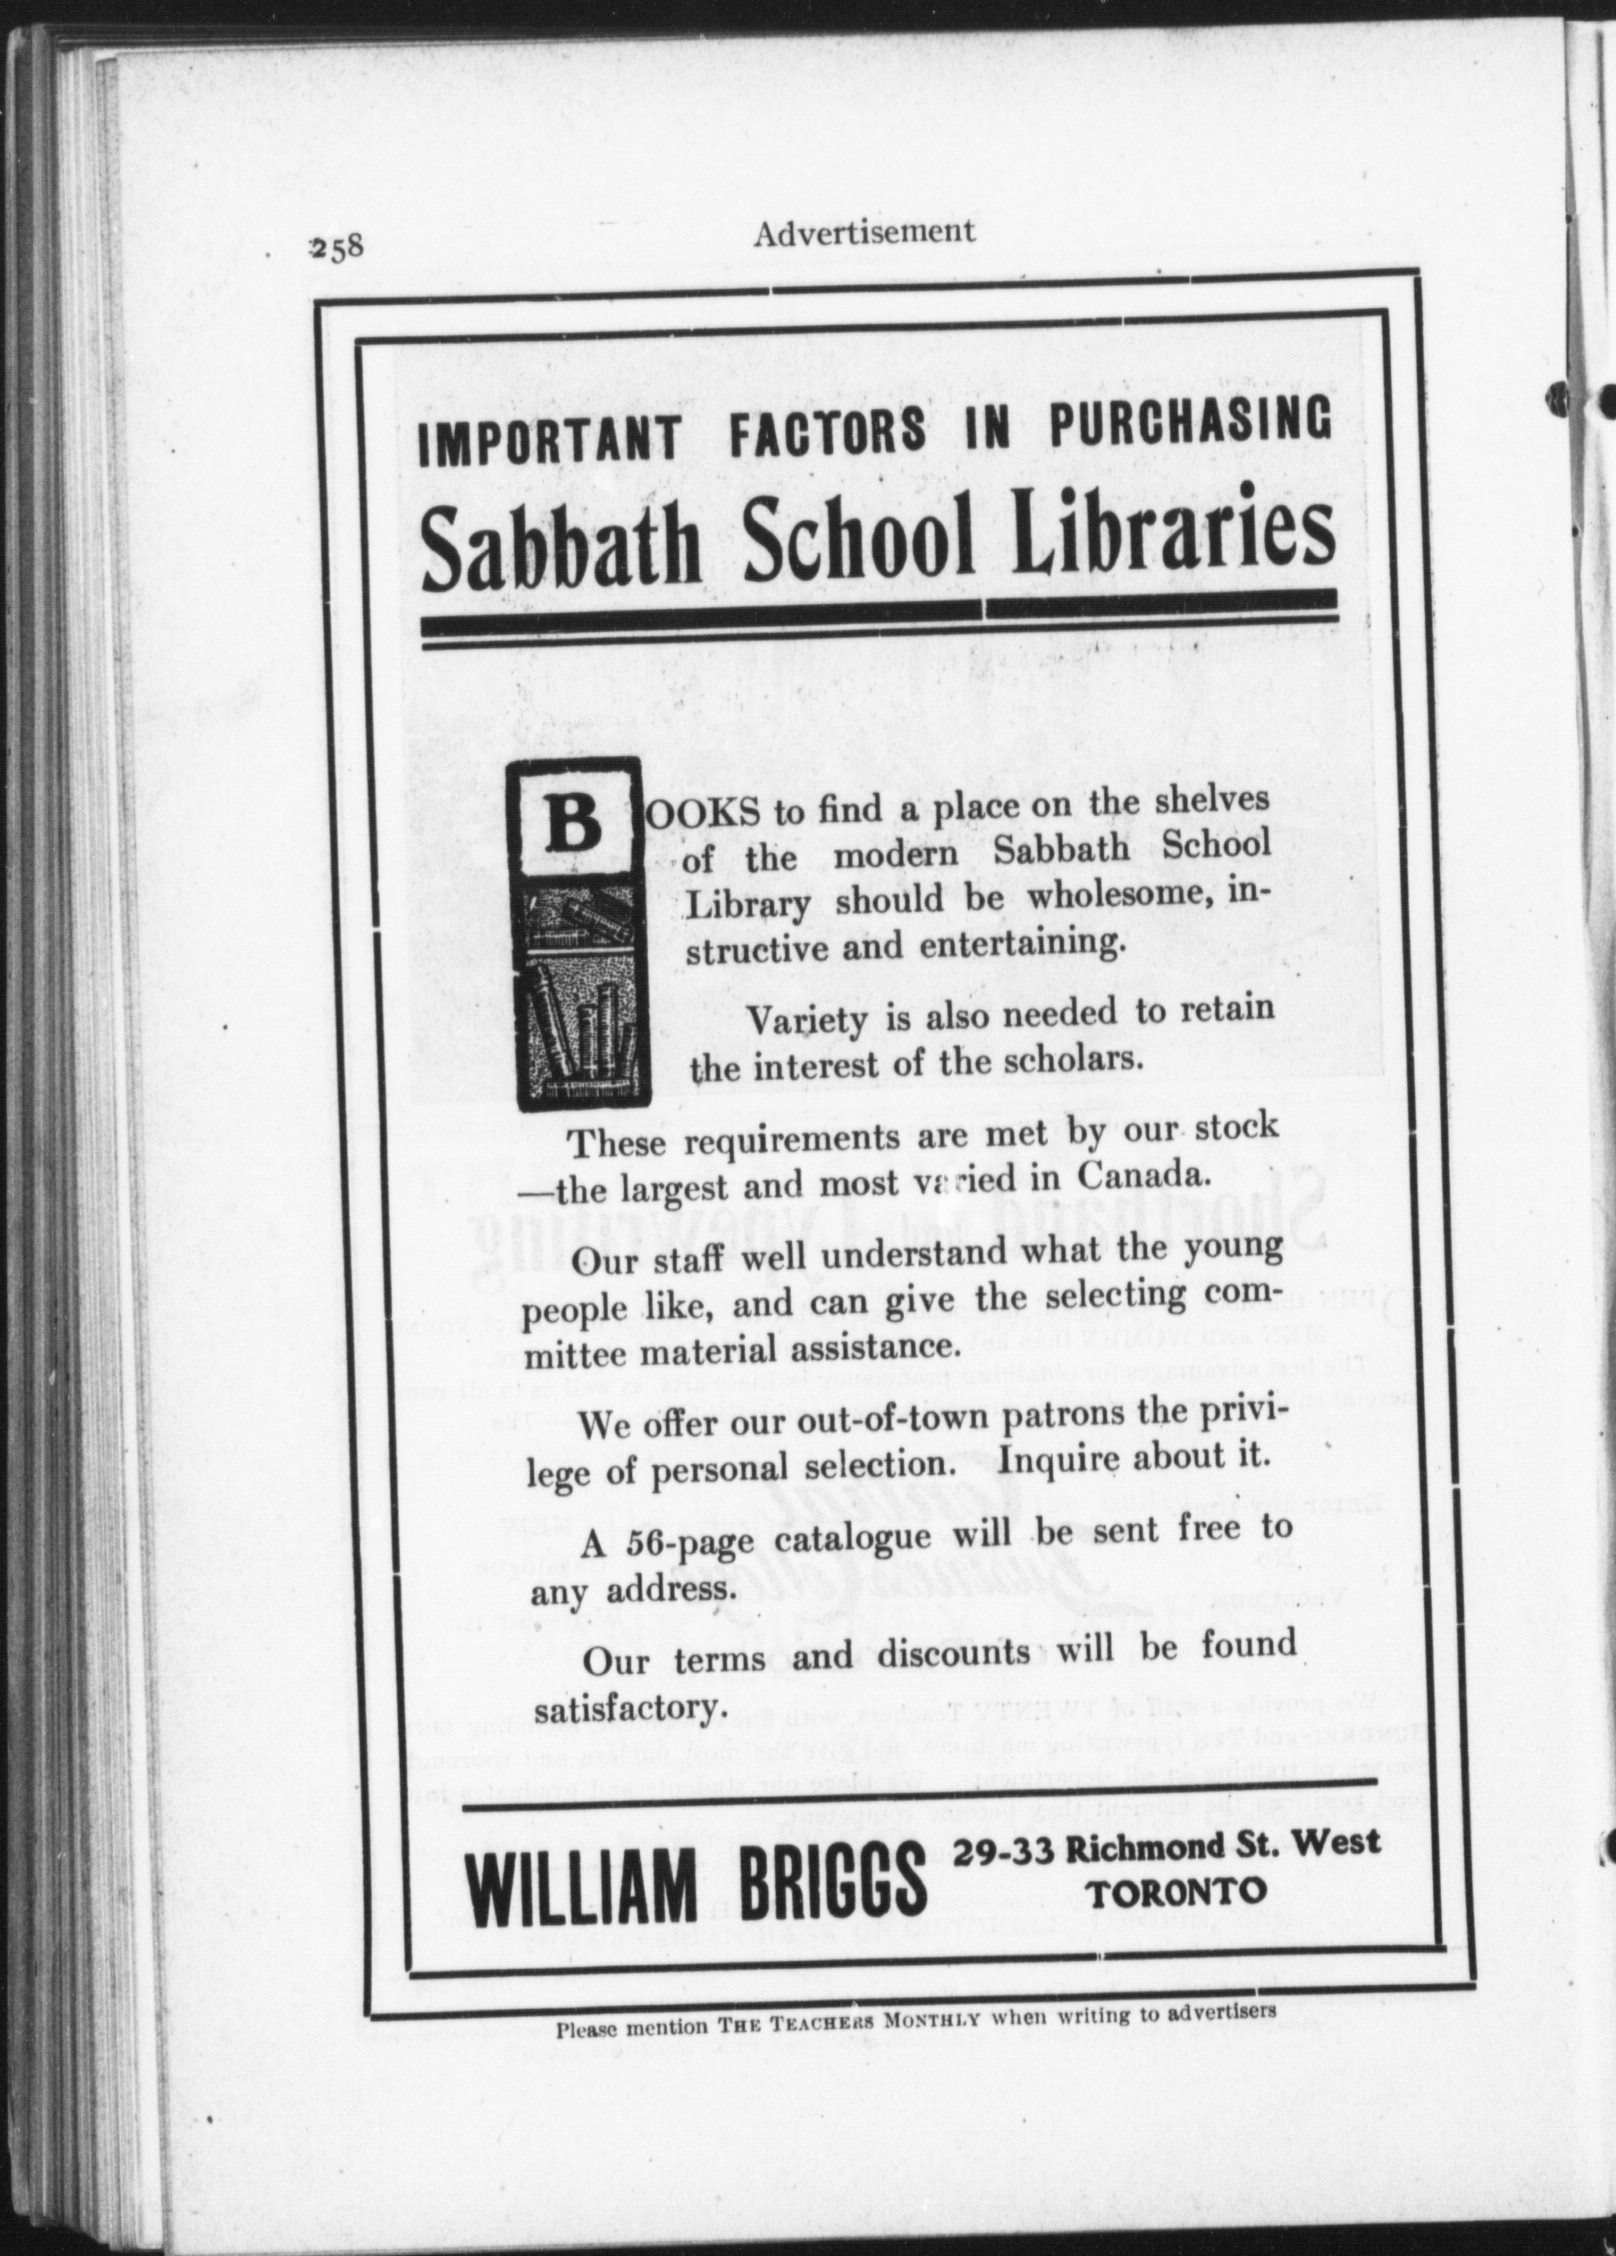 258
Advertisement
IMPORTANT FACTORS IN PURCHASING
Sabbath School Libraries
BOOKS to find a place on the shelves
of the modern Sabbath School
Library should be wholesome, in-
structive and entertaining.
Variety is also needed to retain
the interest of the scholars.
These requirements are met by our stock
—the largest and most varied in Canada.
Our staff well understand what the young
people like, and can give the selecting com-
mittee material assistance.
We offer our out-of-town patrons the privi-
lege of personal selection. Inquire about it.
A 56-page catalogue will be sent free to
any address.
Our terms and discounts will be found
satisfactory.
WILLIAM BRIGGS 29-33 Richmond St. West
TORONTO
Please mention THE TEACHERS MONTHLY when writing to advertisers